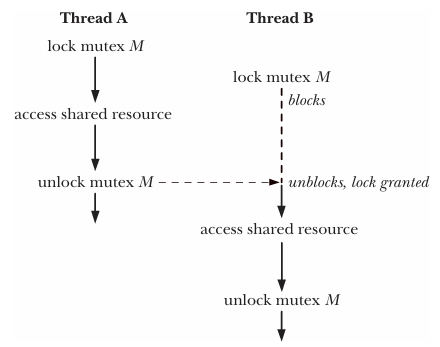 Thread A
Thread B
lock mutex M
lock mutex M
blocks
access shared resource
unlock mutex M
unblocks, lock granted
access shared resource
unlock mutex M